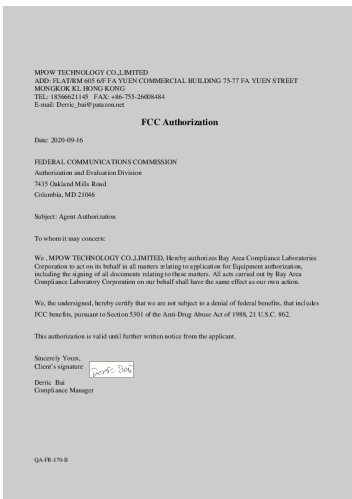 MPOW TECHNOLOGY CO.,LIMITED
ADD: FLAT/RM 605 6/F FA YUEN COMMERCIAL BUILDING 75-77 FA YUEN STREET
MONGKOK KL HONG KONG
TEL: 18566621145 FAX: +86-755-26008484
E-mail: Derric_bai@patazon.net
FCC Authorization
Date: 2020-09-16
FEDERAL COMMUNICATIONS COMMISSION
Authorization and Evaluation Division
7435 Oakland Mills Road
Columbia, MD 21046
Subject: Agent Authorization
To whom it may concern:
We , MPOW TECHNOLOGY CO.,LIMITED, Hereby authorizes Bay Area Compliance Laboratories
Corporation to act on its behalf in all matters relating to application for Equipment authorization,
including the signing of all documents relating to these matters. All acts carried out by Bay Area
Compliance Laboratory Corporation on our behalf shall have the same effect as our own action.
We, the undersigned, hereby certify that we are not subject to a denial of federal benefits, that includes
FCC benefits, pursuant to Section 5301 of the Anti-Drug Abuse Act of 1988, 21 U.S.C. 862.
This authorization is valid until further written notice from the applicant.
Sincerely Yours,
Client's signature Derric Bai
Derric Bai
Compliance Manager
QA-FR-170-B